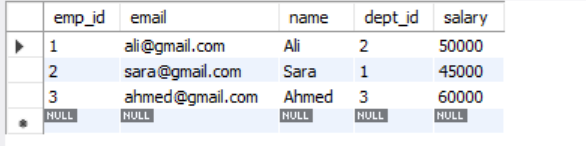 emp_id email name dept_id salary
1 ali@gmail.com Ali 2 50000
2 sara@gmail.com Sara 1 45000
3 ahmed@gmail.com Ahmed 3 60000
NULL NULL NULL NULL NULL